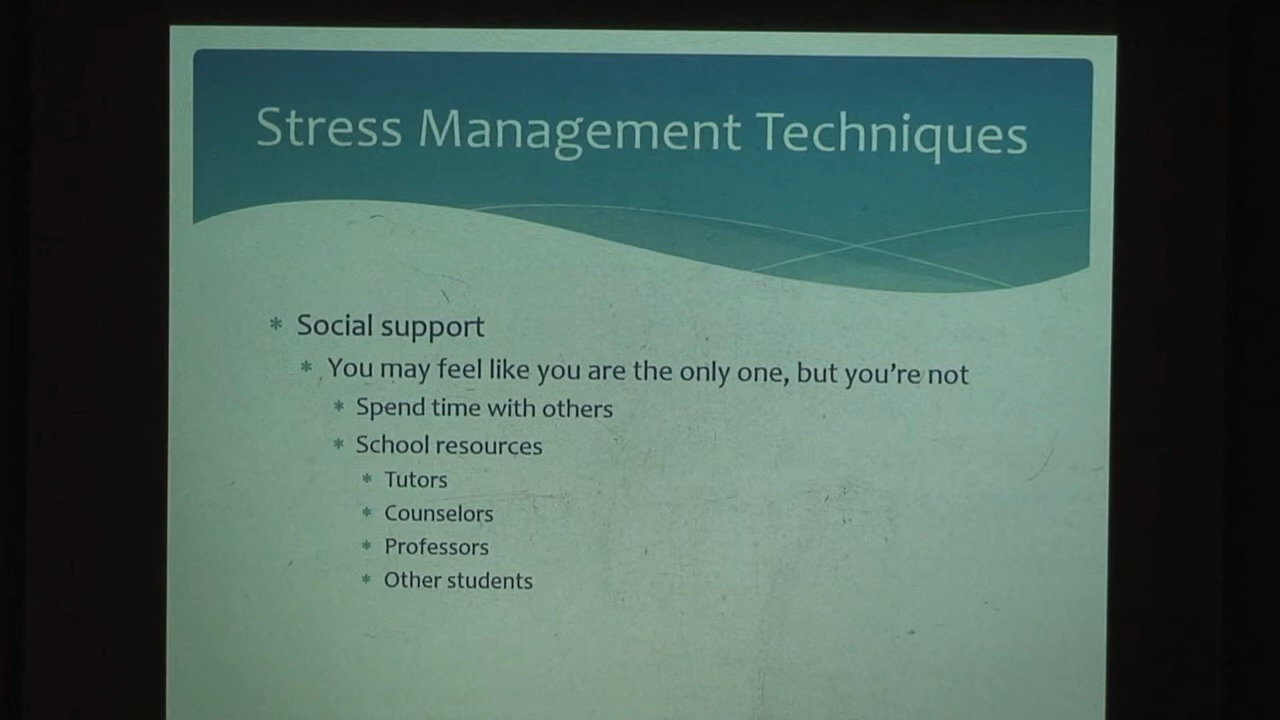 Stress Management Techniques
Social support
You may feel like you are the only one, but you're not
Spend time with others
School resources
Tutors
Counselors
Professors
Other students